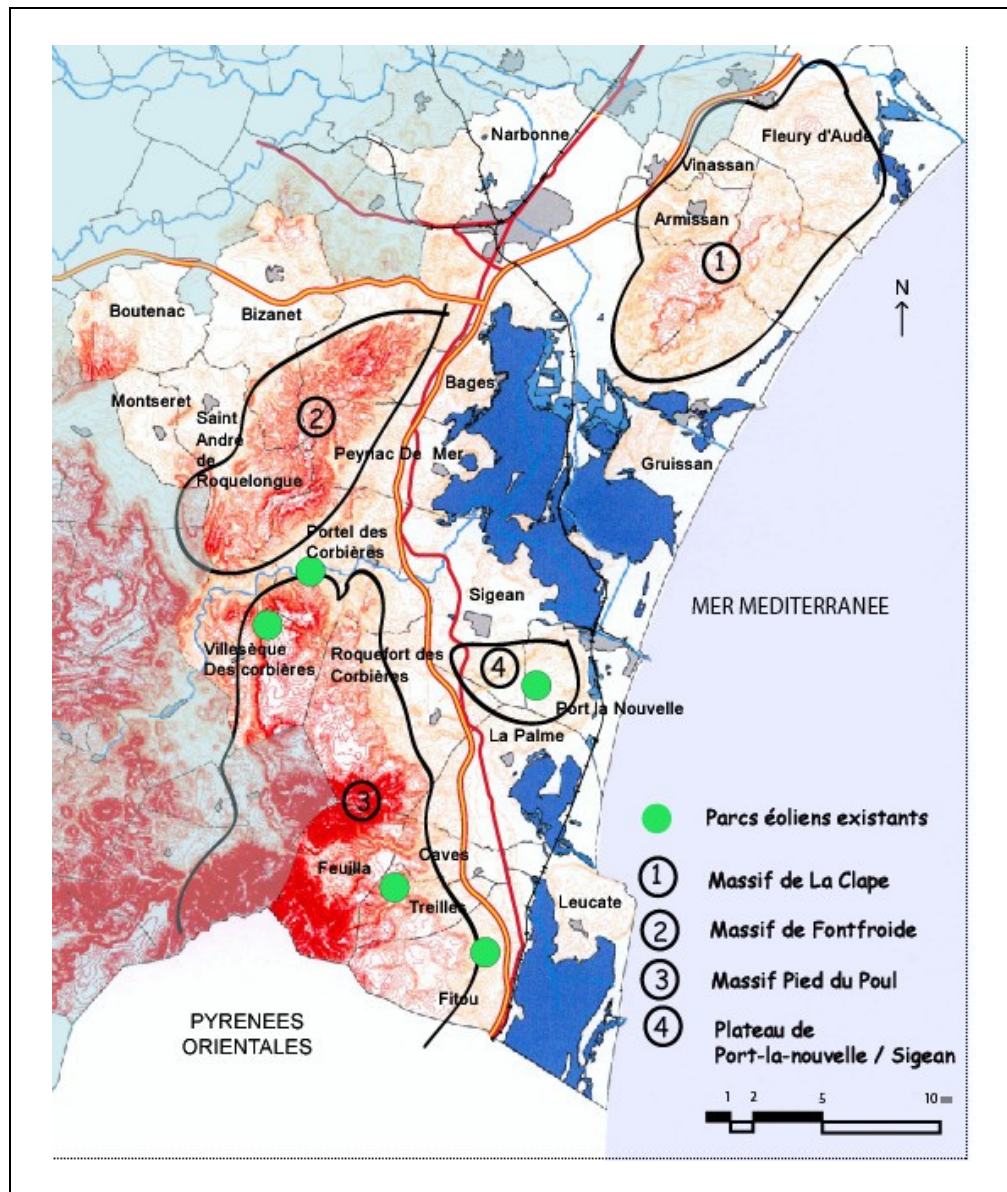 Narbonne
Fleury d'Aude
Vinassan
Armissan
1
N
Boutenac
Bizanet
Montseret
Saint
André
de
Roquelongue
2
Bages
Peynac De Mer
Gruissan
Portel des
Corbières
Sigean
MER MEDITERRANEE
Villesèque
Des corbières
Roquefort des
Corbières
4
Port la Nouvelle
La Palme
3
Feuilla
Caves
Treilles
Leucate
Fitou
PYRENEES
ORIENTALES
Parcs éoliens existants
1 Massif de La Clape
2 Massif de Fontfroide
3 Massif Pied du Poul
4 Plateau de
Port-la-nouvelle / Sigean
1 2 5 10